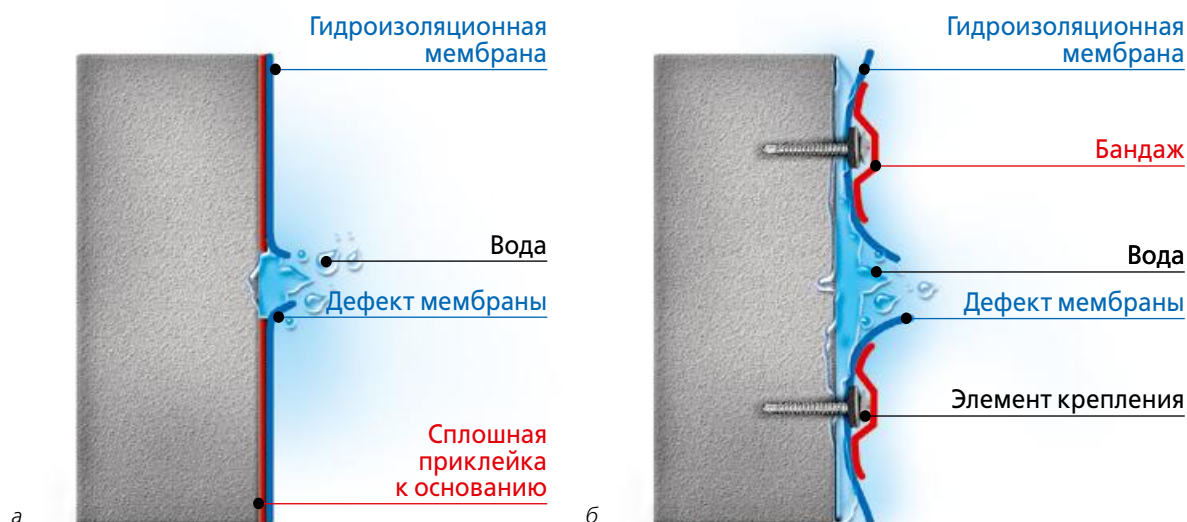 Гидроизоляционная
мембрана
Вода
Дефект мембраны
Сплошная
приклейка
к основанию
а
Гидроизоляционная
мембрана
Бандаж
Вода
Дефект мембраны
Элемент крепления
б